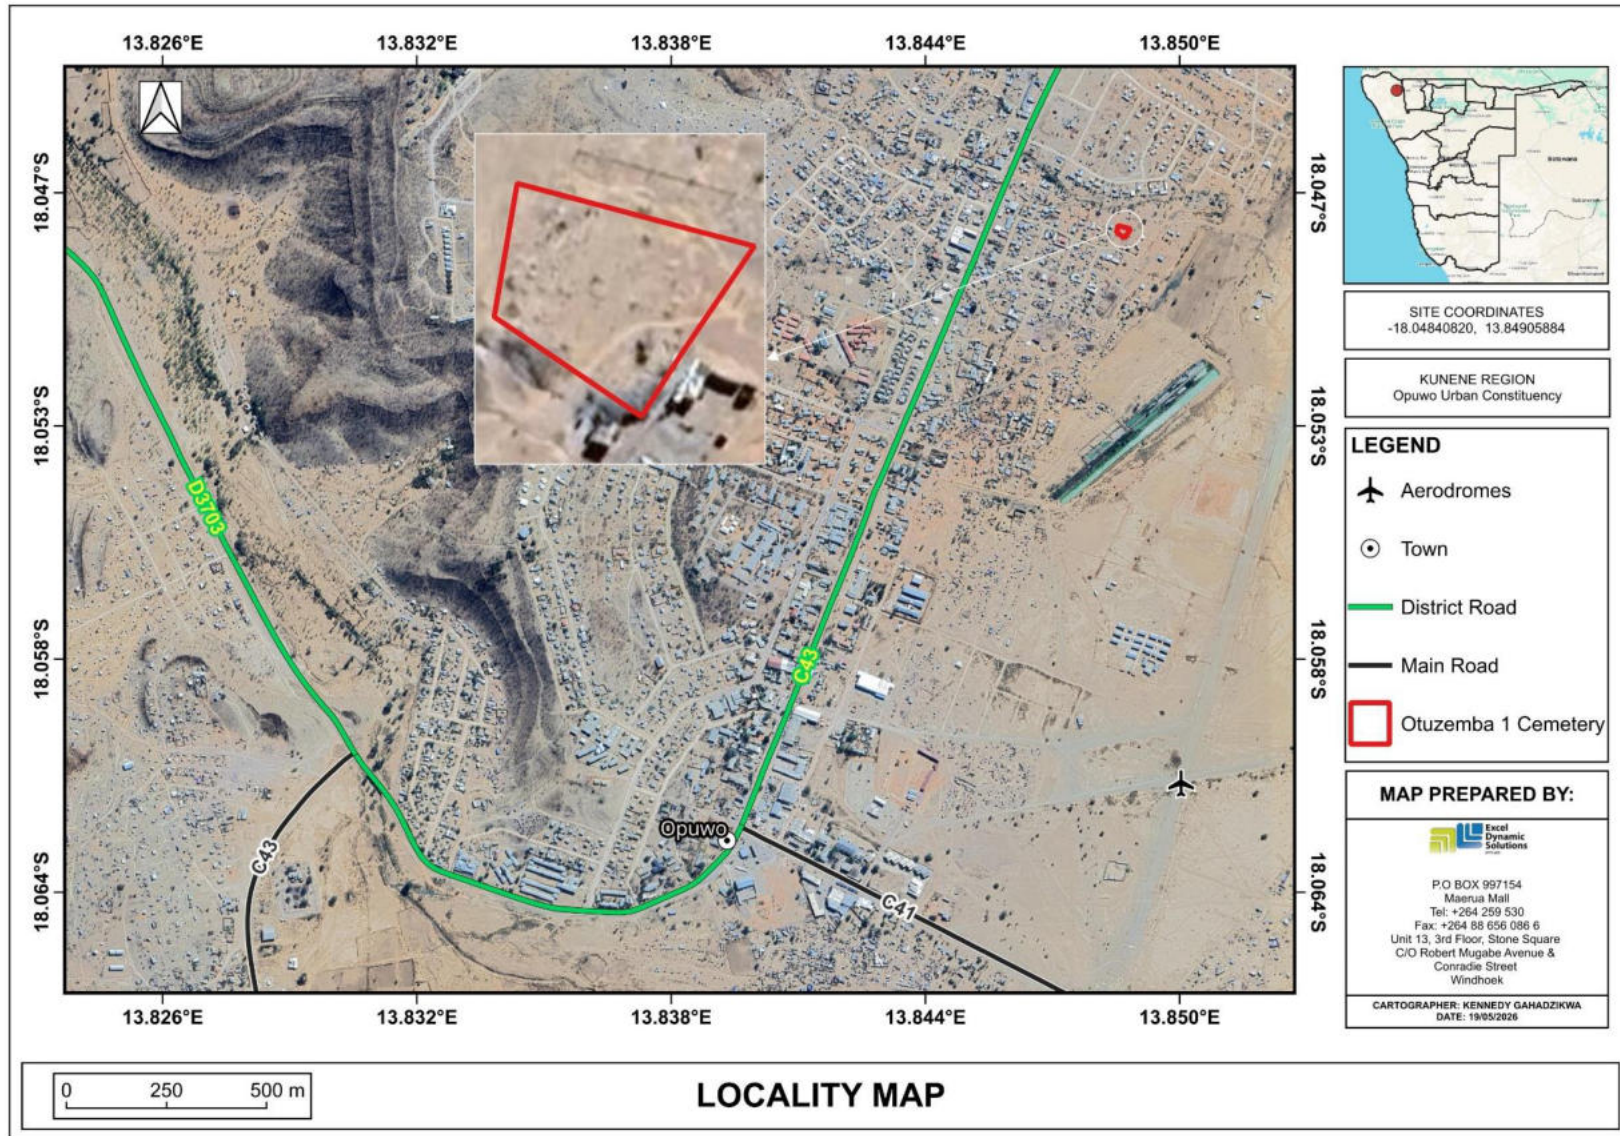 13.826°E 13.832°E 13.838°E 13.844°E 13.850°E
18.047°S
18.053°S
18.058°S
18.064°S
18.047°S
18.053°S
18.058°S
18.064°S
D3703
C43
C43
C41
Opuwo
13.826°E 13.832°E 13.838°E 13.844°E 13.850°E
Botswana
SITE COORDINATES
-18.04840820, 13.84905884
KUNENE REGION
Opuwo Urban Constituency
LEGEND
Aerodromes
Town
District Road
Main Road
Otuzemba 1 Cemetery
MAP PREPARED BY:
Excel
Dynamic
Solutions
P.O BOX 997154
Maerua Mall
Tel: +264 259 530
Fax: +264 88 656 086 6
Unit 13, 3rd Floor, Stone Square
C/O Robert Mugabe Avenue &
Conradie Street
Windhoek
CARTOGRAPHER: KENNEDY GAHADZIKWA
DATE: 19/05/2026
0 250 500 m
LOCALITY MAP